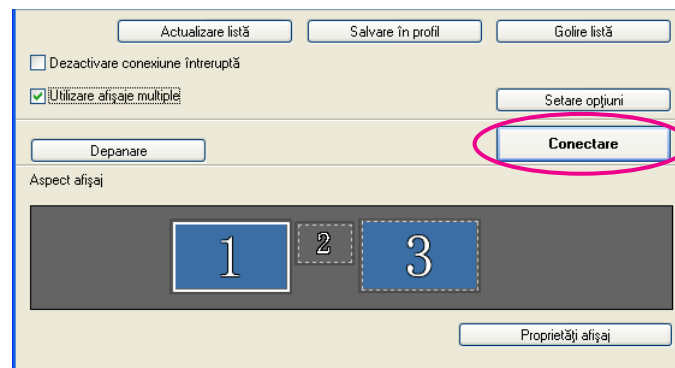 Actualizare listă Salvare în profil Golire listă
Dezactivare conexiune întreruptă
Utilizare afişaje multiple
Setare opţiuni
Conectare
Depanare
Aspect afişaj
1 2 3
Proprietăţi afişaj